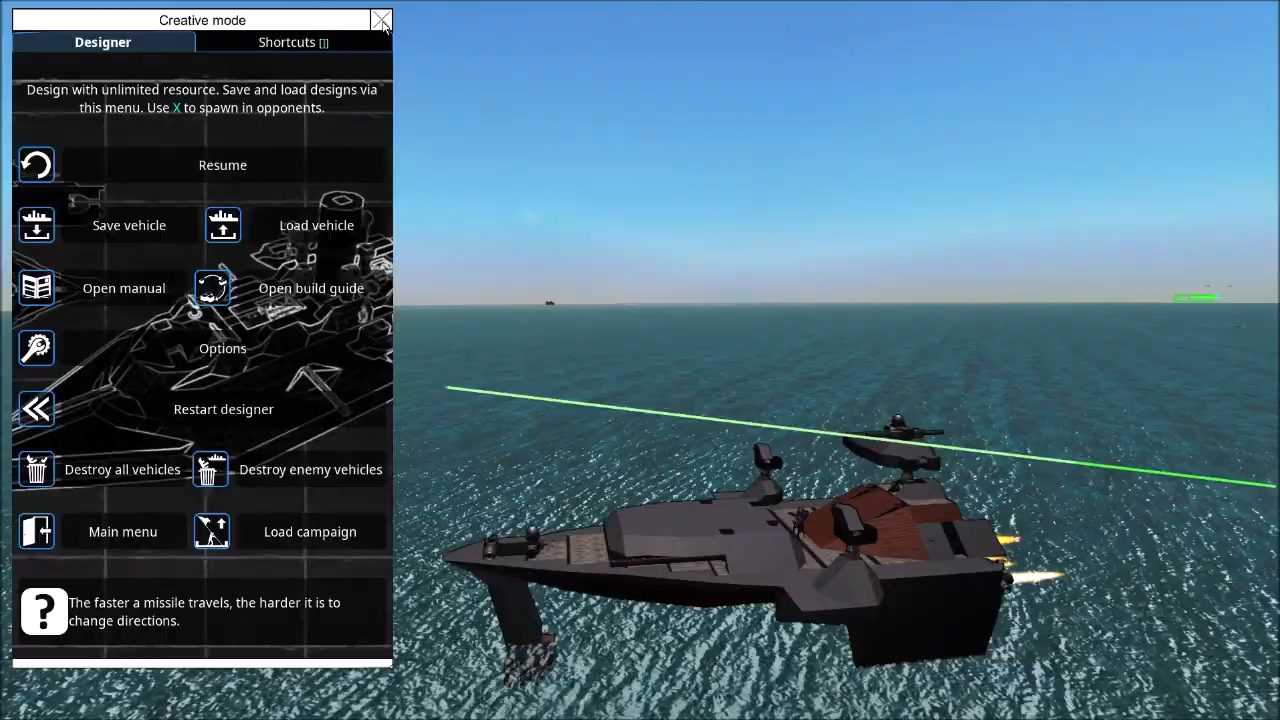 Creative mode
Designer
Shortcuts []
Design with unlimited resource. Save and load designs via
this menu. Use X to spawn in opponents.
Resume
Save vehicle
Load vehicle
Open manual
Open build guide
Options
Restart designer
Destroy all vehicles
Destroy enemy vehicles
Main menu
Load campaign
?
The faster a missile travels, the harder it is to
change directions.